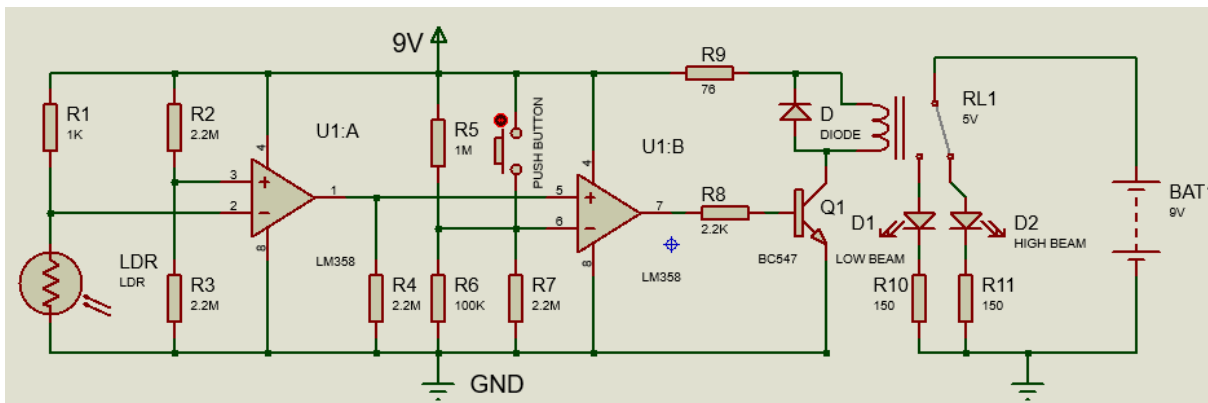 9V
R1
1K
R2
2.2M
U1:A
4
3
2
1
8
LM358
LDR
LDR
R3
2.2M
R4
2.2M
R5
1M
PUSH BUTTON
R6
100K
R7
2.2M
GND
U1:B
4
5
6
7
8
LM358
R8
2.2K
R9
76
D
DIODE
Q1
BC547
RL1
5V
D1
LOW BEAM
D2
HIGH BEAM
R10
150
R11
150
BAT1
9V